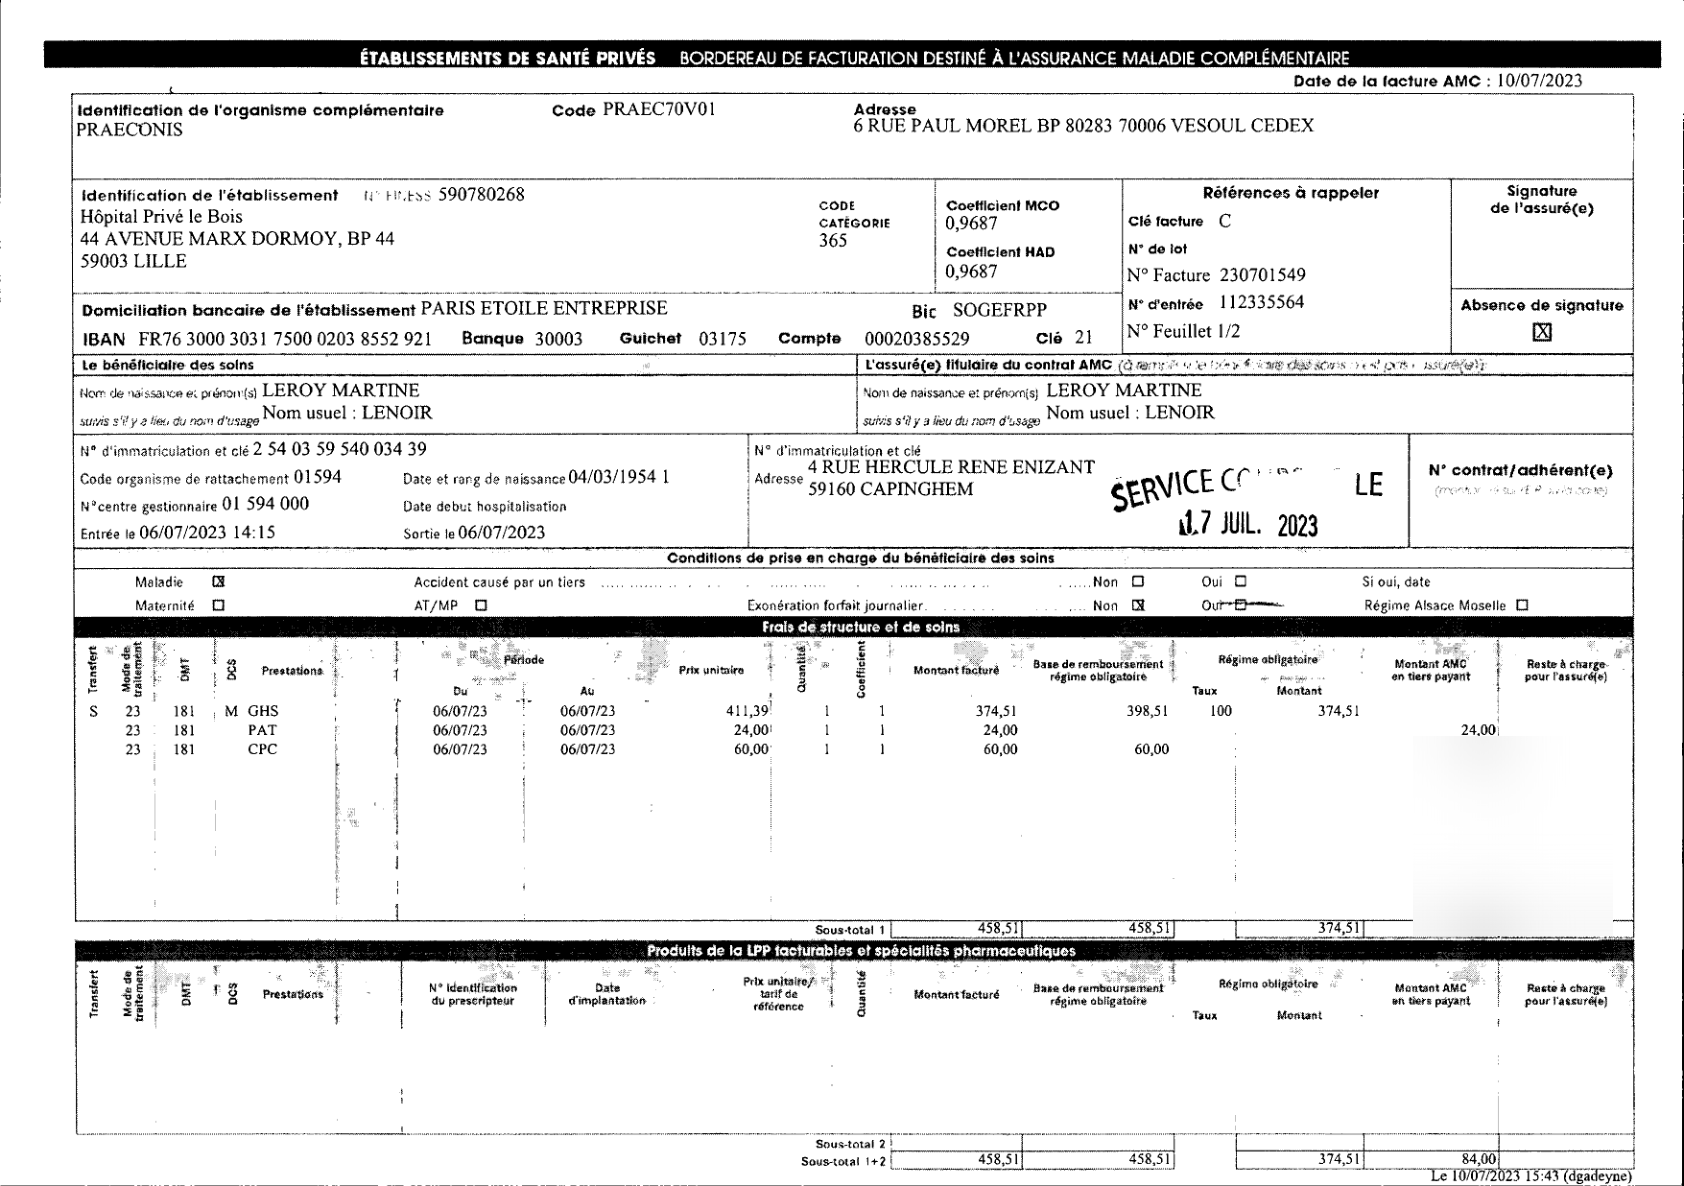 ÉTABLISSEMENTS DE SANTÉ PRIVÉS BORDEREAU DE FACTURATION DESTINÉ À L'ASSURANCE MALADIE COMPLÉMENTAIRE
Date de la facture AMC : 10/07/2023
Identification de l'organisme complémentaire Code PRAEC70V01 Adresse
PRAECONIS 6 RUE PAUL MOREL BP 80283 70006 VESOUL CEDEX
Identification de l'établissement N° FINESS 590780268
Hôpital Privé le Bois
44 AVENUE MARX DORMOY, BP 44
59003 LILLE
CODE
CATÉGORIE
365
Coefficient MCO
0,9687
Coefficient HAD
0,9687
Références à rappeler
Clé facture C
N° de lot
N° Facture 230701549
N° d'entrée 112335564
N° Feuillet 1/2
Signature
de l'assuré(e)
Absence de signature
X
Domiciliation bancaire de l'établissement PARIS ETOILE ENTREPRISE Bic SOGEFRPP
IBAN FR76 3000 3031 7500 0203 8552 921 Banque 30003 Guichet 03175 Compte 00020385529 Clé 21
Le bénéficiaire des soins
Nom de naissance et prénom(s) LEROY MARTINE
suivis s'il y a lieu du nom d'usage Nom usuel : LENOIR
L'assuré(e) titulaire du contrat AMC
Nom de naissance et prénom(s) LEROY MARTINE
suivis s'il y a lieu du nom d'usage Nom usuel : LENOIR
N° d'immatriculation et clé 2 54 03 59 540 034 39
Code organisme de rattachement 01594 Date et rang de naissance 04/03/1954 1
N°centre gestionnaire 01 594 000 Date debut hospitalisation
Entrée le 06/07/2023 14:15 Sortie le 06/07/2023
N° d'immatriculation et clé
Adresse 4 RUE HERCULE RENE ENIZANT
59160 CAPINGHEM
SERVICE
LE
17 JUIL. 2023
N° contrat/adhérent(e)
Conditions de prise en charge du bénéficiaire des soins
Maladie X Accident causé par un tiers Non Oui Si oui, date
Maternité AT/MP Exonération forfait journalier Non X Oui Régime Alsace Moselle
Frais de structure et de soins
Transfert Mode de traitement DMT DCS Prestations Période Du Au Prix unitaire Quantité Coefficient Montant facturé Base de remboursement régime obligatoire Régime obligatoire Taux Montant Montant AMC en tiers payant Reste à charge pour l'assuré(e)
S 23 181 M GHS 06/07/23 06/07/23 411,39 1 1 374,51 398,51 100 374,51
23 181 PAT 06/07/23 06/07/23 24,00 1 1 24,00 24,00
23 181 CPC 06/07/23 06/07/23 60,00 1 1 60,00 60,00
Sous-total 1 458,51 458,51 374,51
Produits de la LPP facturables et spécialités pharmaceutiques
Transfert Mode de traitement DMT DCS Prestations N° identification du prescripteur Date d'implantation Prix unitaire/ tarif de référence Quantité Montant facturé Base de remboursement régime obligatoire Régime obligatoire Taux Montant Montant AMC en tiers payant Reste à charge pour l'assuré(e)
Sous-total 2
Sous-total 1+2 458,51 458,51 374,51 84,00
Le 10/07/2023 15:43 (dgadeyne)